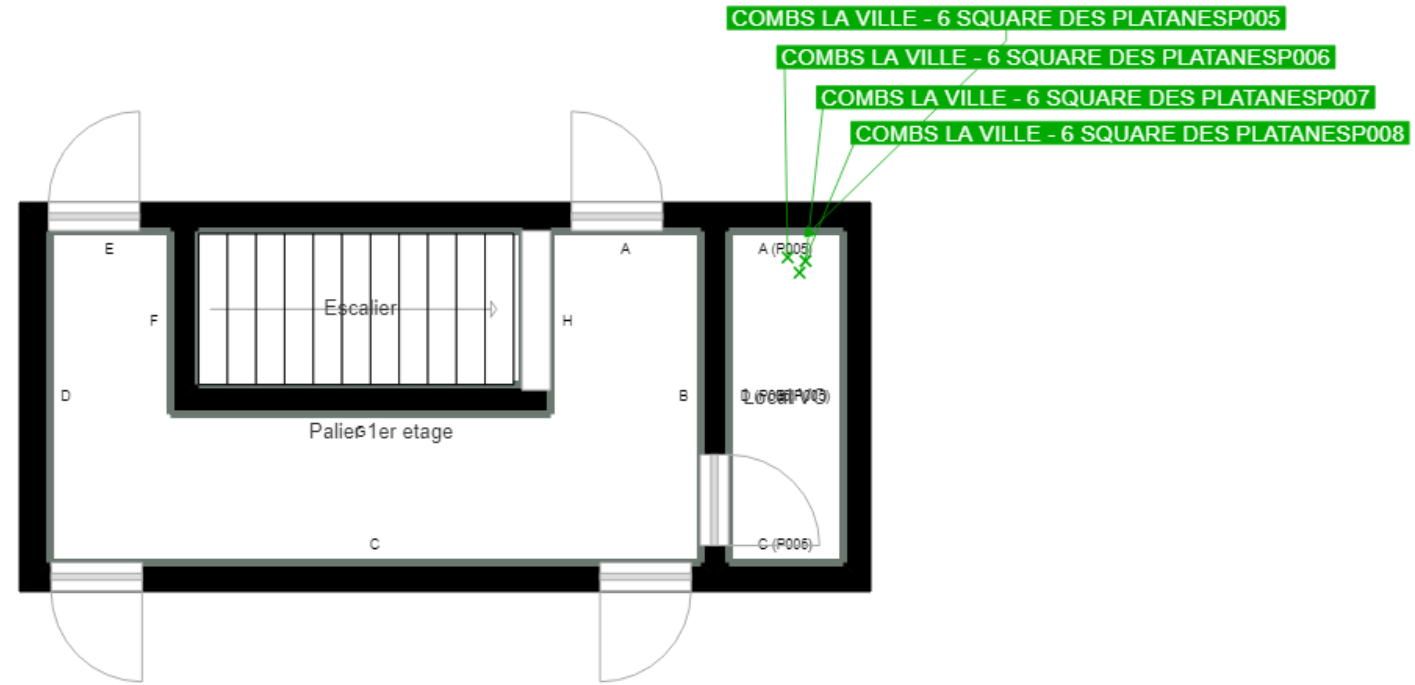 COMBS LA VILLE - 6 SQUARE DES PLATANESP005
COMBS LA VILLE - 6 SQUARE DES PLATANESP006
COMBS LA VILLE - 6 SQUARE DES PLATANESP007
COMBS LA VILLE - 6 SQUARE DES PLATANESP008
E
A
A (P005)
Escalier
F
H
D
B
Palier 1er etage
G
C
C (P005)